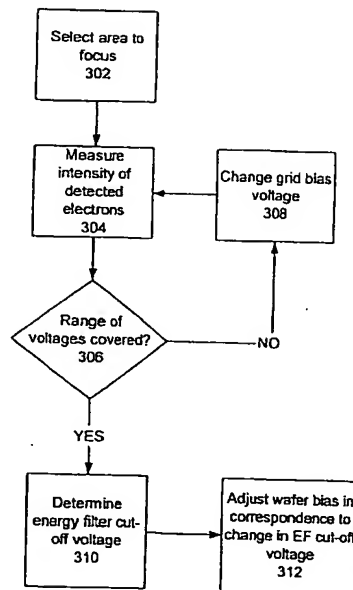 Select area to
focus
302
Measure
intensity of
detected
electrons
304
Change grid bias
voltage
308
Range of
voltages covered?
306
NO
YES
Determine
energy filter cut-
off voltage
310
Adjust wafer bias in
correspondence to
change in EF cut-off
voltage
312